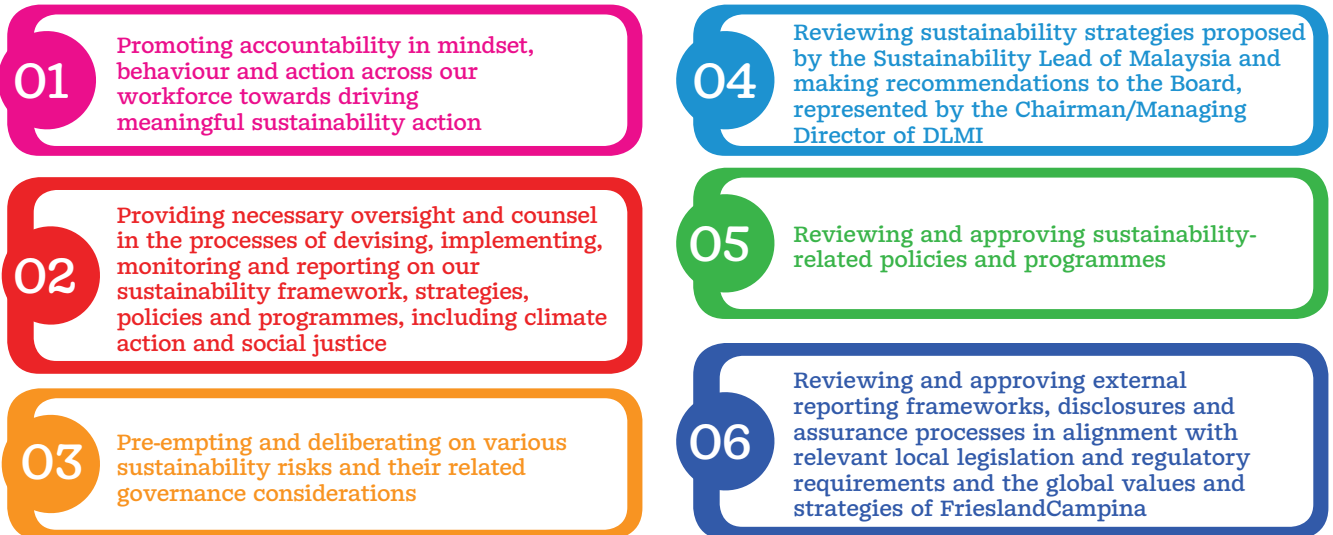 01
Promoting accountability in mindset,
behaviour and action across our
workforce towards driving
meaningful sustainability action
02
Providing necessary oversight and counsel
in the processes of devising, implementing,
monitoring and reporting on our
sustainability framework, strategies,
policies and programmes, including climate
action and social justice
03
Pre-empting and deliberating on various
sustainability risks and their related
governance considerations
04
Reviewing sustainability strategies proposed
by the Sustainability Lead of Malaysia and
making recommendations to the Board,
represented by the Chairman/Managing
Director of DLMI
05
Reviewing and approving sustainability-
related policies and programmes
06
Reviewing and approving external
reporting frameworks, disclosures and
assurance processes in alignment with
relevant local legislation and regulatory
requirements and the global values and
strategies of FrieslandCampina